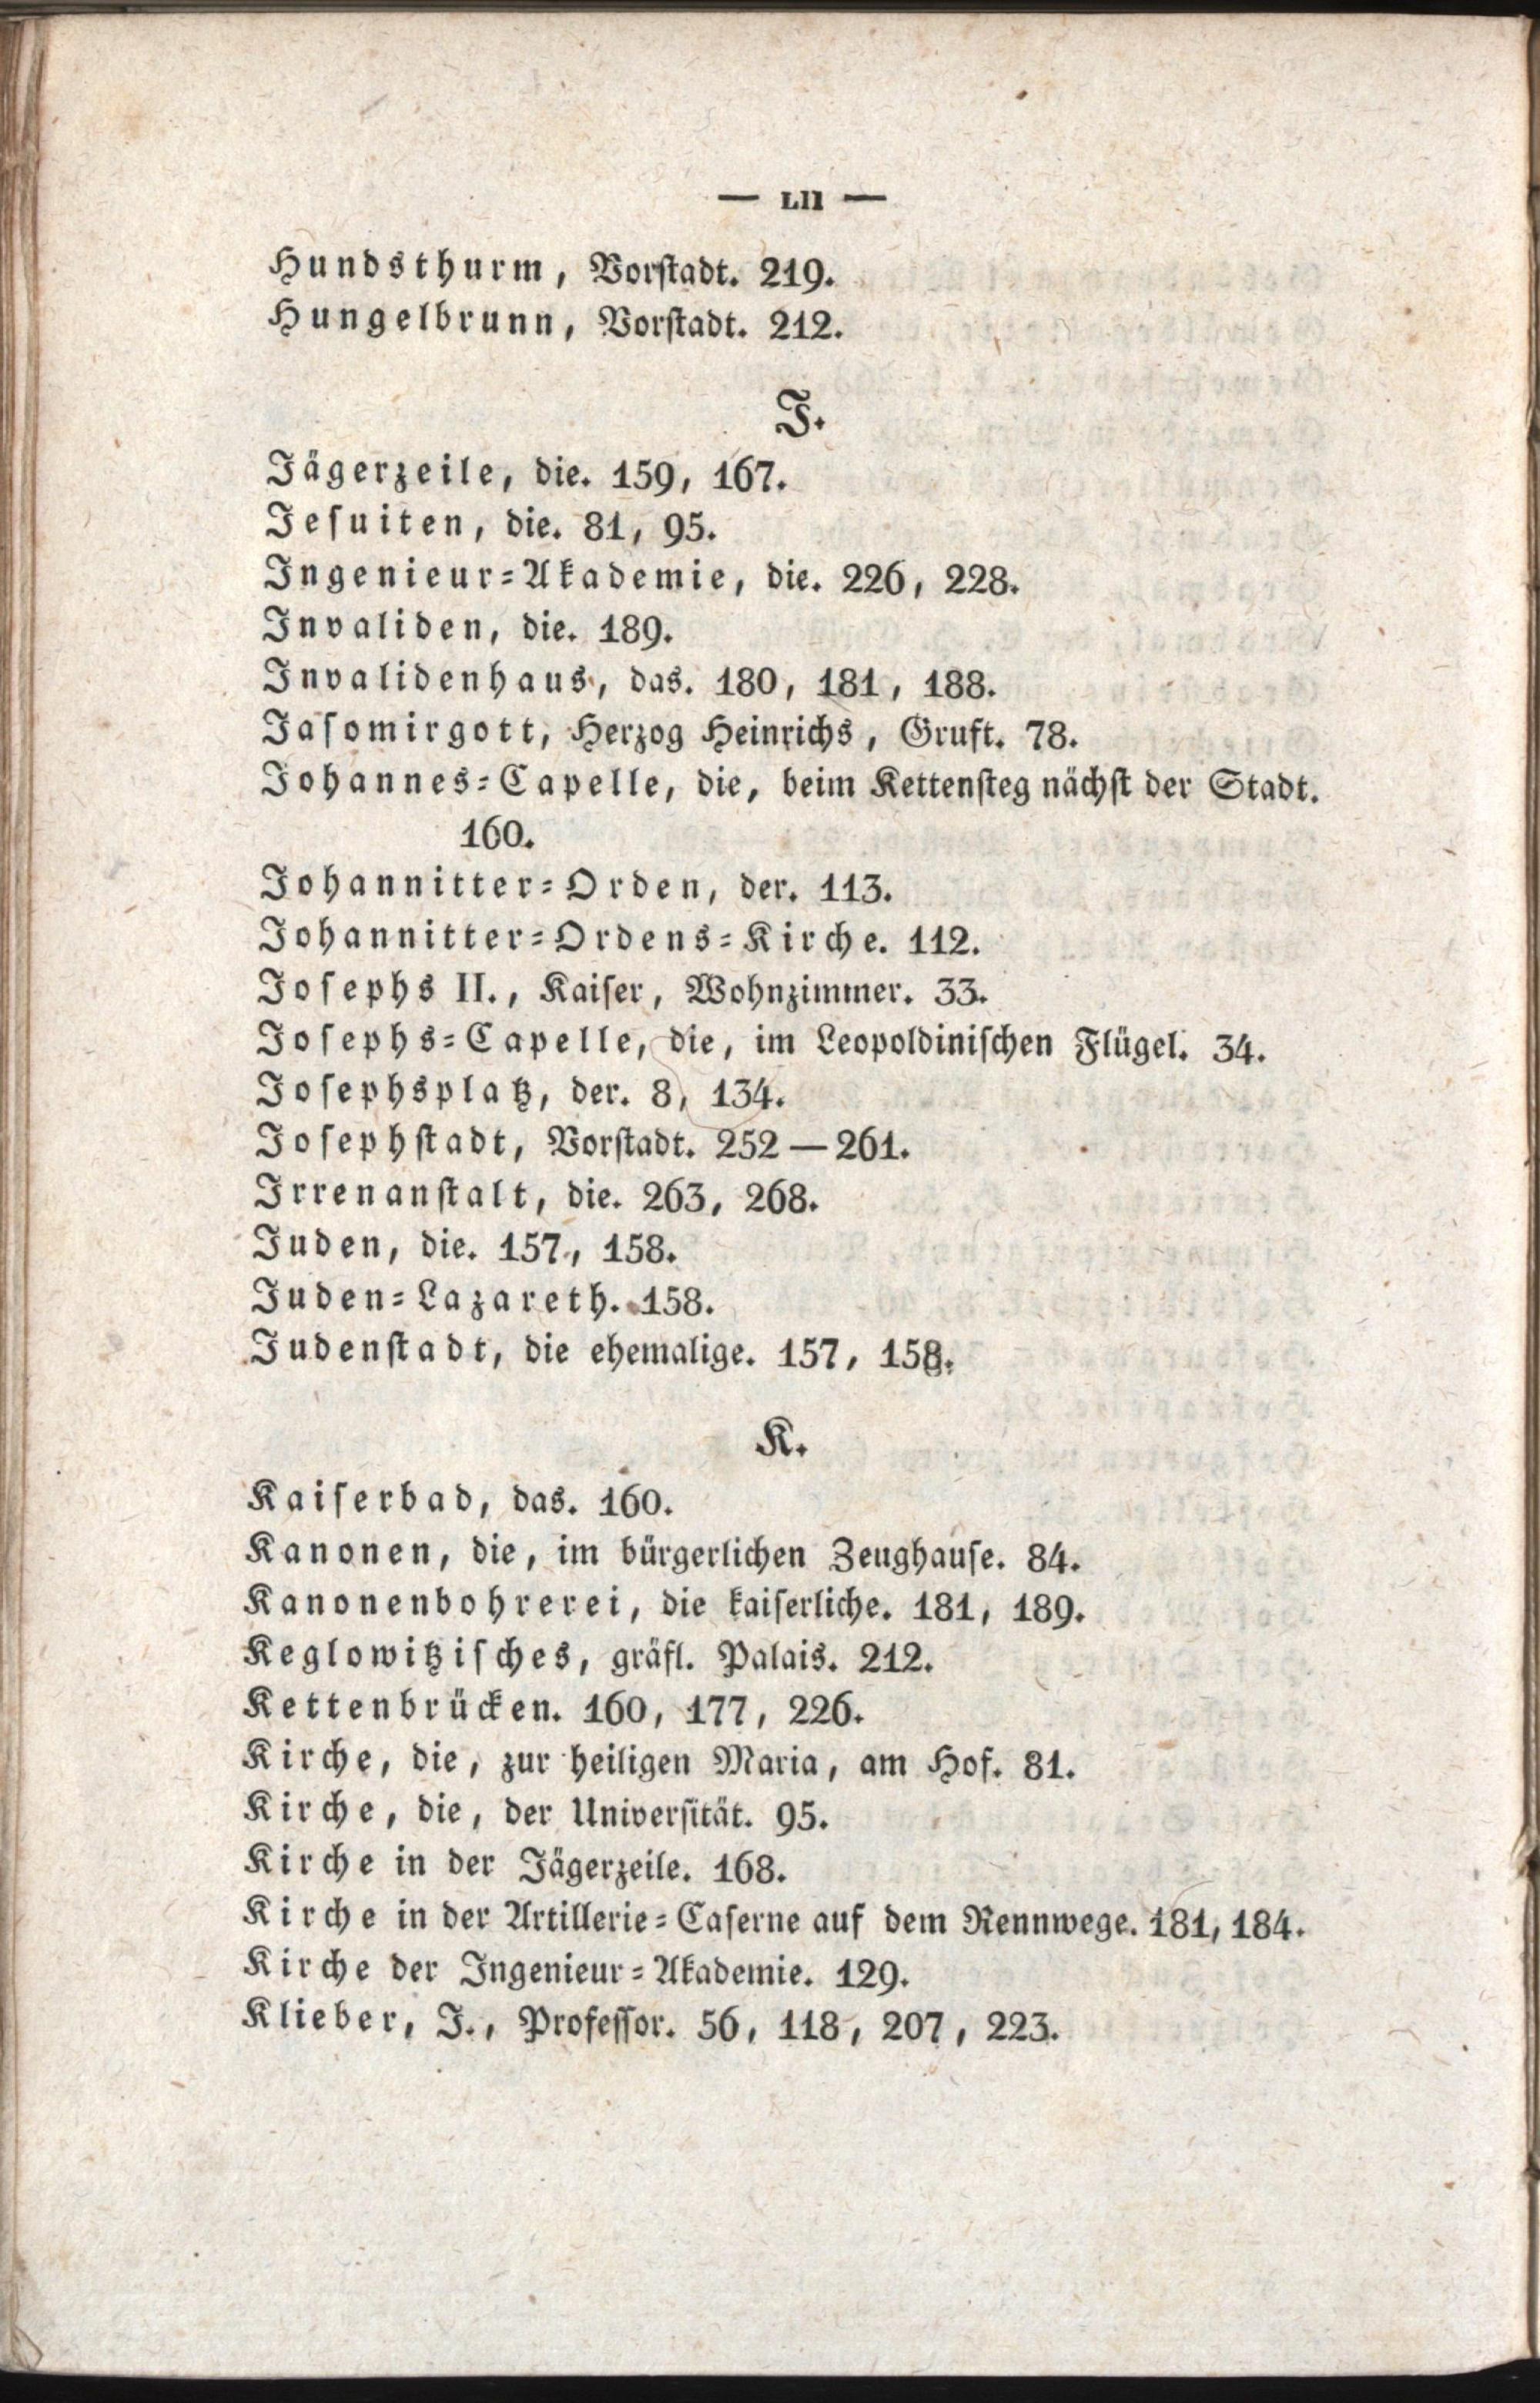 — LII —
Hundsthurm, Vorstadt. 219.
Hungelbrunn, Vorstadt. 212.
J.
Jägerzeile, die. 159, 167.
Jesuiten, die. 81, 95.
Ingenieur=Akademie, die. 226, 228.
Invaliden, die. 189.
Invalidenhaus, das. 180, 181, 188.
Jasomirgott, Herzog Heinrichs, Gruft. 78.
Johannes=Capelle, die, beim Kettensteg nächst der Stadt.
160.
Johannitter=Orden, der. 113.
Johannitter=Ordens=Kirche. 112.
Josephs II., Kaiser, Wohnzimmer. 33.
Josephs=Capelle, die, im Leopoldinischen Flügel. 34.
Josephsplatz, der. 8, 134.
Josephstadt, Vorstadt. 252—261.
Irrenanstalt, die. 263, 268.
Juden, die. 157, 158.
Juden=Lazareth. 158.
Judenstadt, die ehemalige. 157, 158.
K.
Kaiserbad, das. 160.
Kanonen, die, im bürgerlichen Zeughause. 84.
Kanonenbohrerei, die kaiserliche. 181, 189.
Keglowitzisches, gräfl. Palais. 212.
Kettenbrücken. 160, 177, 226.
Kirche, die, zur heiligen Maria, am Hof. 81.
Kirche, die, der Universität. 95.
Kirche in der Jägerzeile. 168.
Kirche in der Artillerie=Caserne auf dem Rennwege. 181, 184.
Kirche der Ingenieur=Akademie. 129.
Klieber, J., Professor. 56, 118, 207, 223.